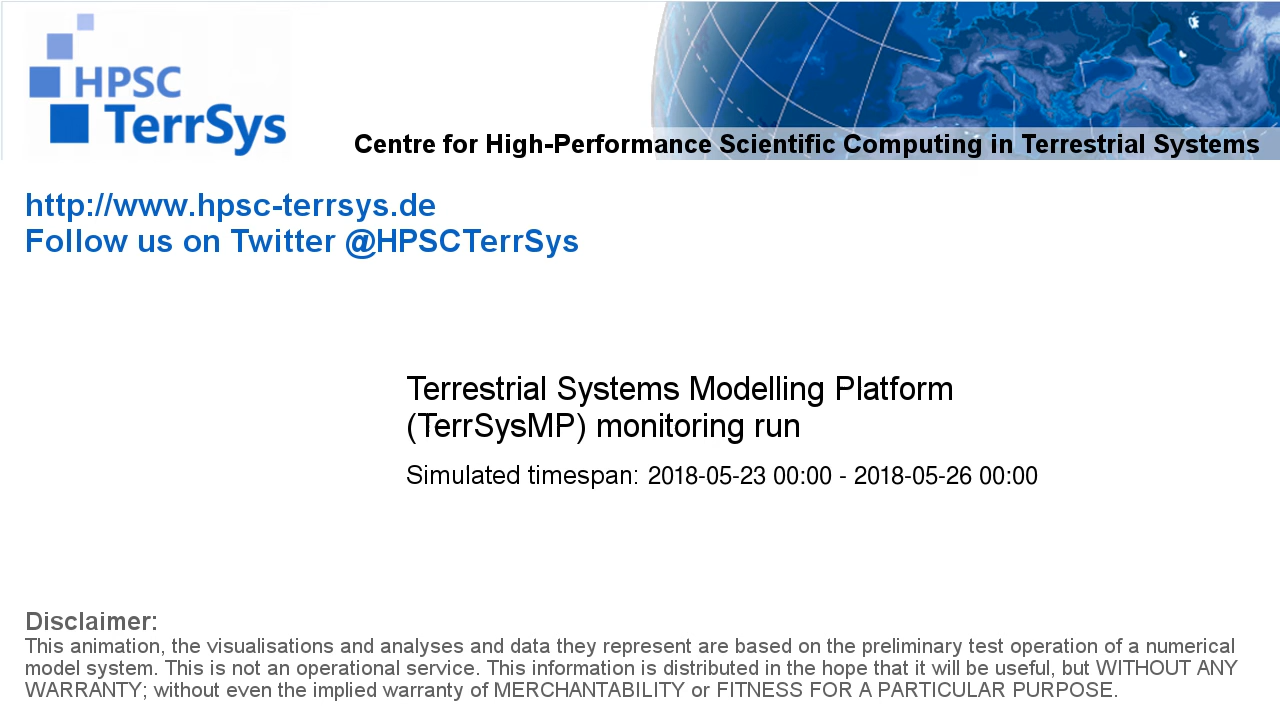 HPSC
TerrSys
Centre for High-Performance Scientific Computing in Terrestrial Systems
http://www.hpsc-terrsys.de
Follow us on Twitter @HPSCTerrSys
Terrestrial Systems Modelling Platform
(TerrSysMP) monitoring run
Simulated timespan: 2018-05-23 00:00 - 2018-05-26 00:00
Disclaimer:
This animation, the visualisations and analyses and data they represent are based on the preliminary test operation of a numerical
model system. This is not an operational service. This information is distributed in the hope that it will be useful, but WITHOUT ANY
WARRANTY; without even the implied warranty of MERCHANTABILITY or FITNESS FOR A PARTICULAR PURPOSE.